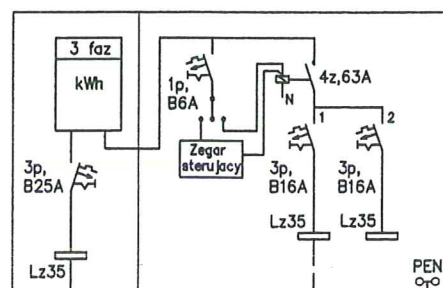 3 faz
kWh
1p,
B6A
N
4z,63A
Zegar
sterujacy
1
2
3p,
B25A
3p,
B16A
3p,
B16A
Lz35
Lz35
Lz35
PEN